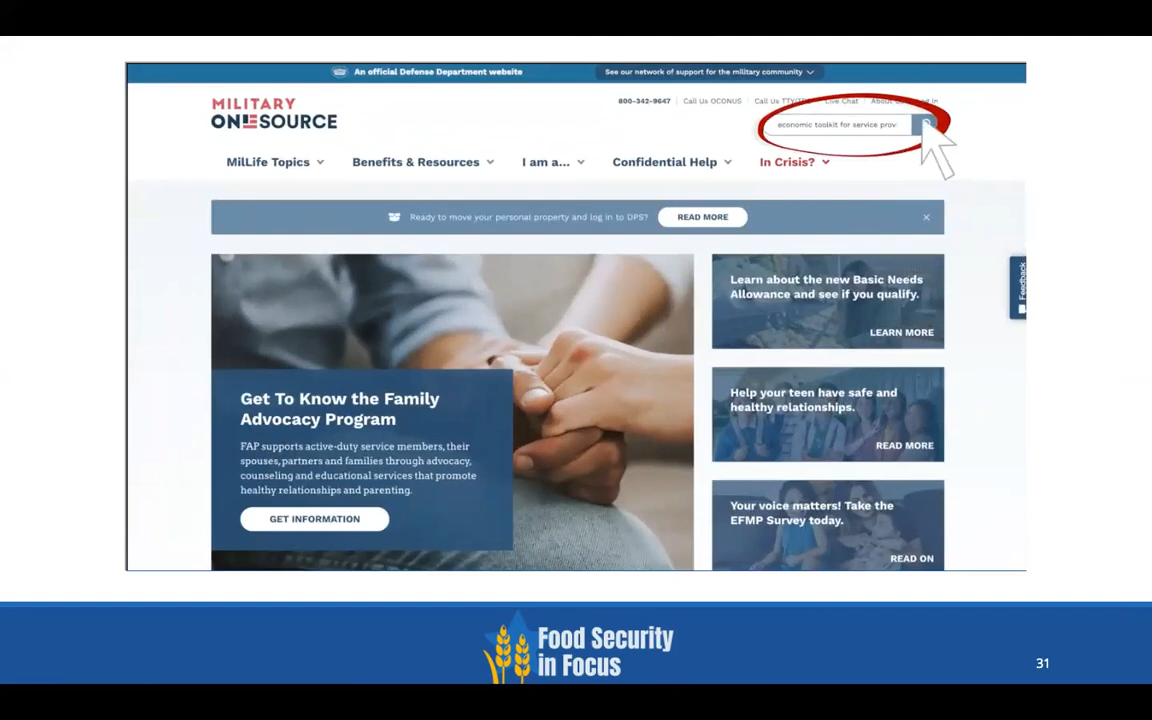 An official Defense Department website
See our network of support for the military community
MILITARY
ONESOURCE
800-342-9647 Call Us OCONUS Call Us Live Chat About Log In
economic toolkit for service prov
MilLife Topics Benefits & Resources I am a... Confidential Help In Crisis?
Ready to move your personal property and log in to DPS? READ MORE
Learn about the new Basic Needs
Allowance and see if you qualify.
LEARN MORE
Feedback
Get To Know the Family
Advocacy Program
FAP supports active-duty service members, their
spouses, partners and families through advocacy,
counseling and educational services that promote
healthy relationships and parenting.
GET INFORMATION
Help your teen have safe and
healthy relationships.
READ MORE
Your voice matters! Take the
EFMP Survey today.
READ ON
Food Security
in Focus
31